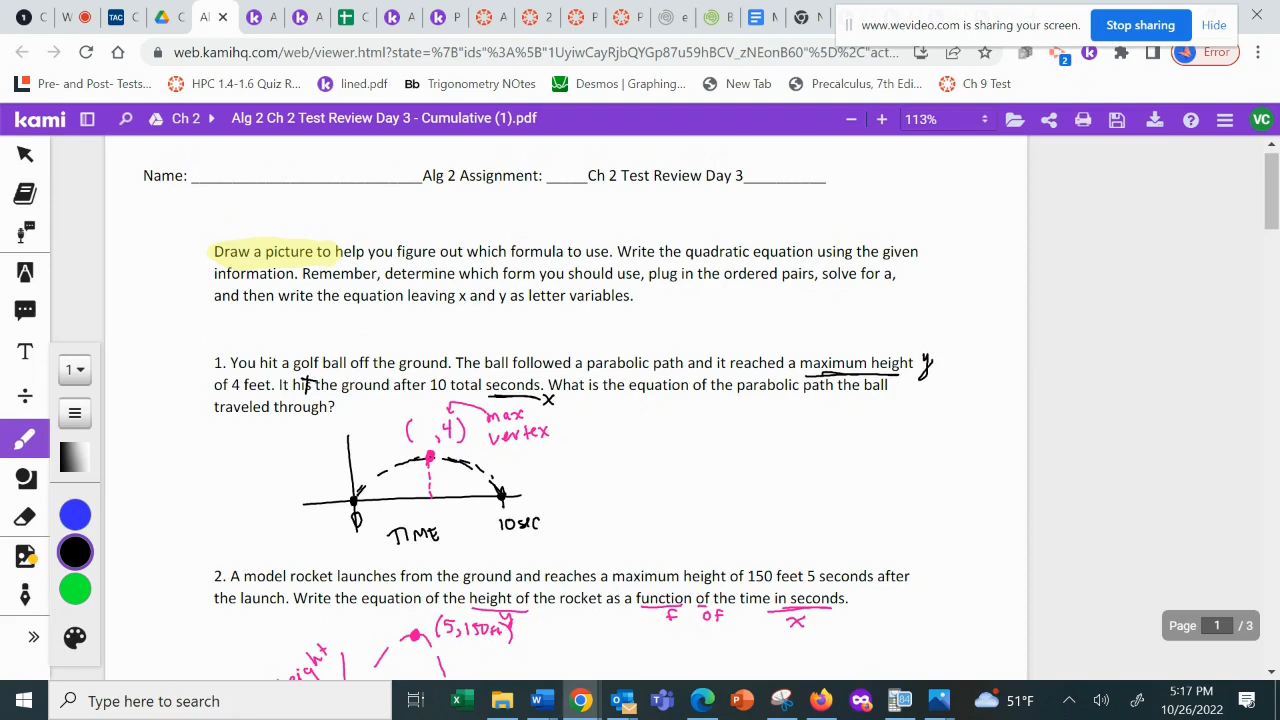 www.wevideo.com is sharing your screen. Stop sharing Hide
web.kamihq.com/web/viewer.html?state=%7B"ids"%3A%5B"1UyiwCayRjbQYGp87u59hBCV_zNEonB60"%5D%2C"act... 2 Error
Pre- and Post- Tests... HPC 1.4-1.6 Quiz R... lined.pdf Bb Trigonometry NOtes Desmos | Graphing... New Tab Precalculus, 7th Edi... Ch 9 Test
kami Ch 2 Alg 2 Ch 2 Test Review Day 3 - Cumulative (1).pdf 113% VC
Name: ____________________________Alg 2 Assignment: _____Ch 2 Test Review Day 3__________
Draw a picture to help you figure out which formula to use. Write the quadratic equation using the given
information. Remember, determine which form you should use, plug in the ordered pairs, solve for a,
and then write the equation leaving x and y as letter variables.
1. You hit a golf ball off the ground. The ball followed a parabolic path and it reached a maximum height y
of 4 feet. It hit the ground after 10 total seconds. What is the equation of the parabolic path the ball
x
traveled through?
( ,4) max
vertex
0 TIME 10sec
2. A model rocket launches from the ground and reaches a maximum height of 150 feet 5 seconds after
the launch. Write the equation of the height of the rocket as a function of the time in seconds.
y f of x
(5,150ft)
height
Page 1 / 3
1
Type here to search
51°F
5:17 PM
10/26/2022